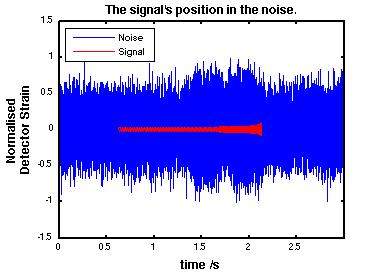 The signal's position in the noise.
1.5
Noise
Signal
1
0.5
0
-0.5
-1
-1.5
Normalised
Detector Strain
0 0.5 1 1.5 2 2.5
time /s